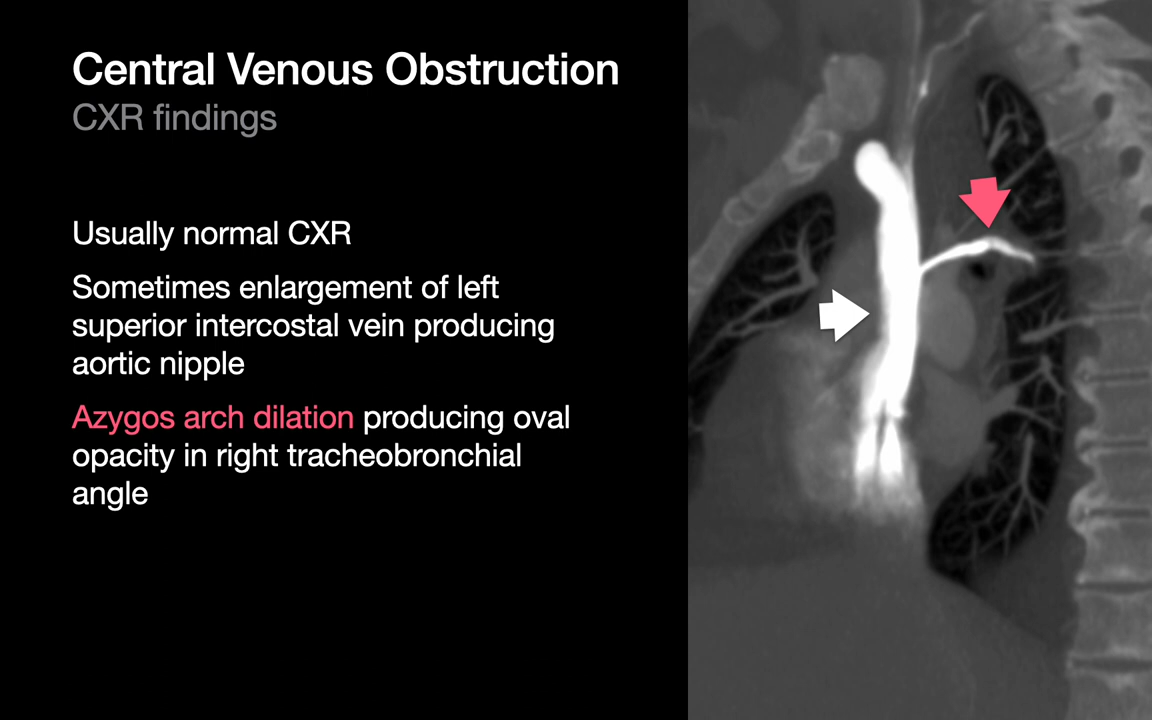 Central Venous Obstruction
CXR findings
Usually normal CXR
Sometimes enlargement of left
superior intercostal vein producing
aortic nipple
Azygos arch dilation producing oval
opacity in right tracheobronchial
angle